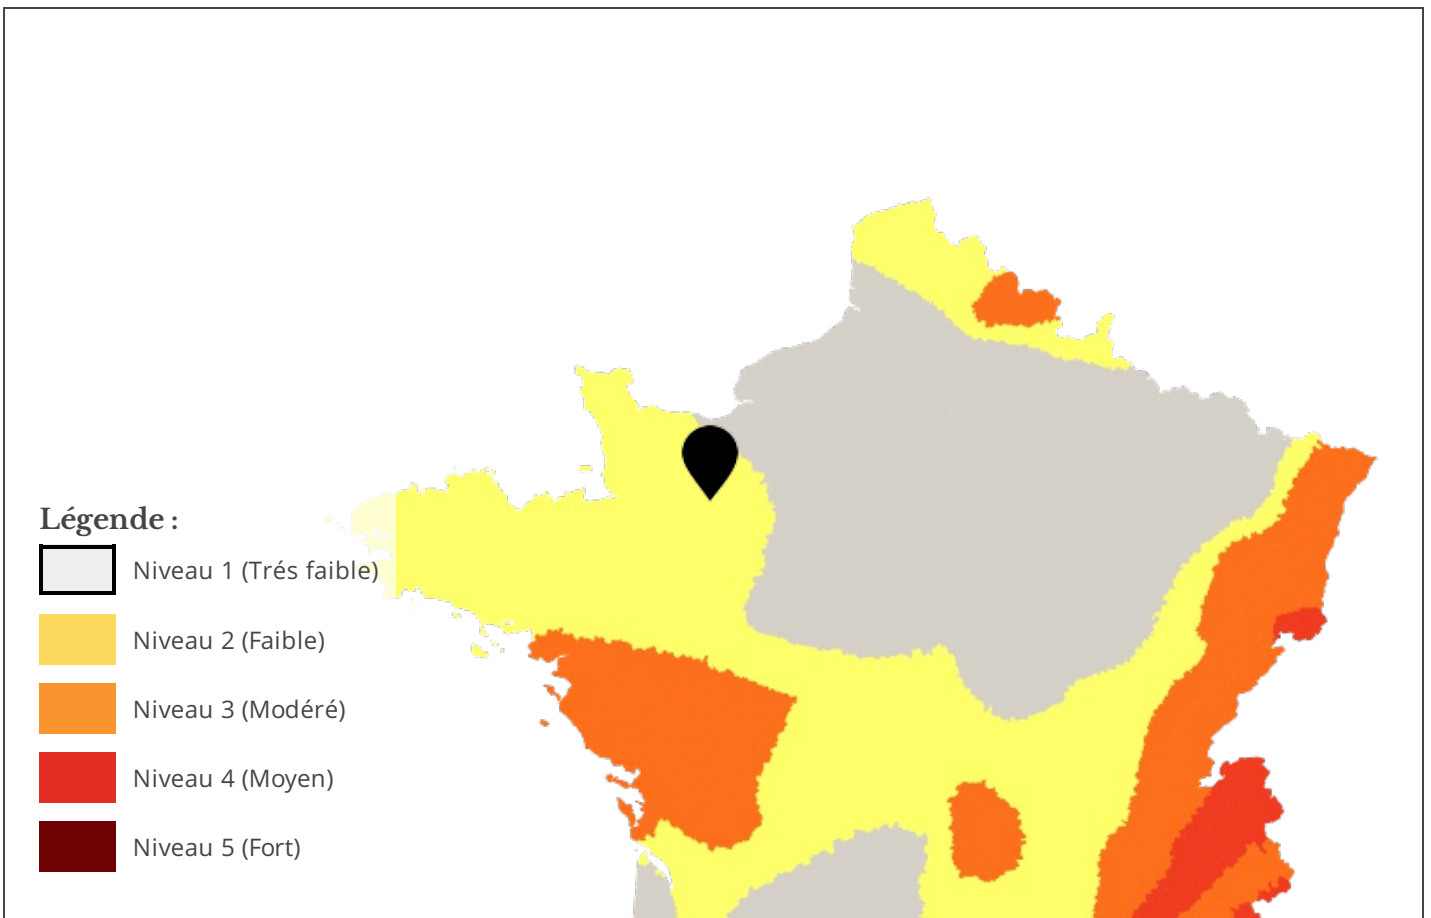 Légende :
Niveau 1 (Trés faible)
Niveau 2 (Faible)
Niveau 3 (Modéré)
Niveau 4 (Moyen)
Niveau 5 (Fort)